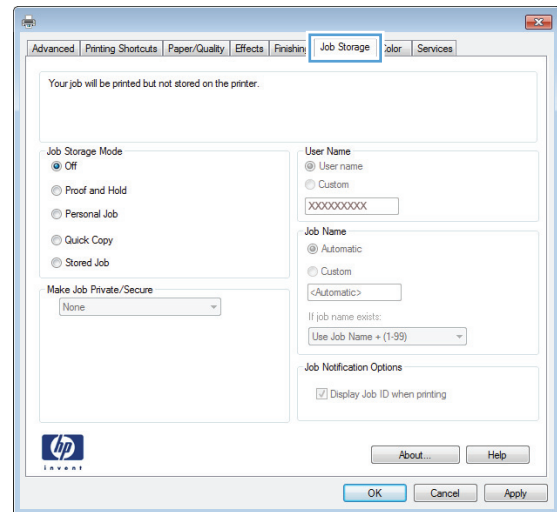 Advanced Printing Shortcuts Paper/Quality Effects Finishing Job Storage Color Services
Your job will be printed but not stored on the printer.
Job Storage Mode
Off
Proof and Hold
Personal Job
Quick Copy
Stored Job
Make Job Private/Secure
None
User Name
User name
Custom
XXXXXXXXX
Job Name
Automatic
Custom
<Automatic>
If job name exists:
Use Job Name + (1-99)
Job Notification Options
Display Job ID when printing
hp
invent
About... Help
OK Cancel Apply